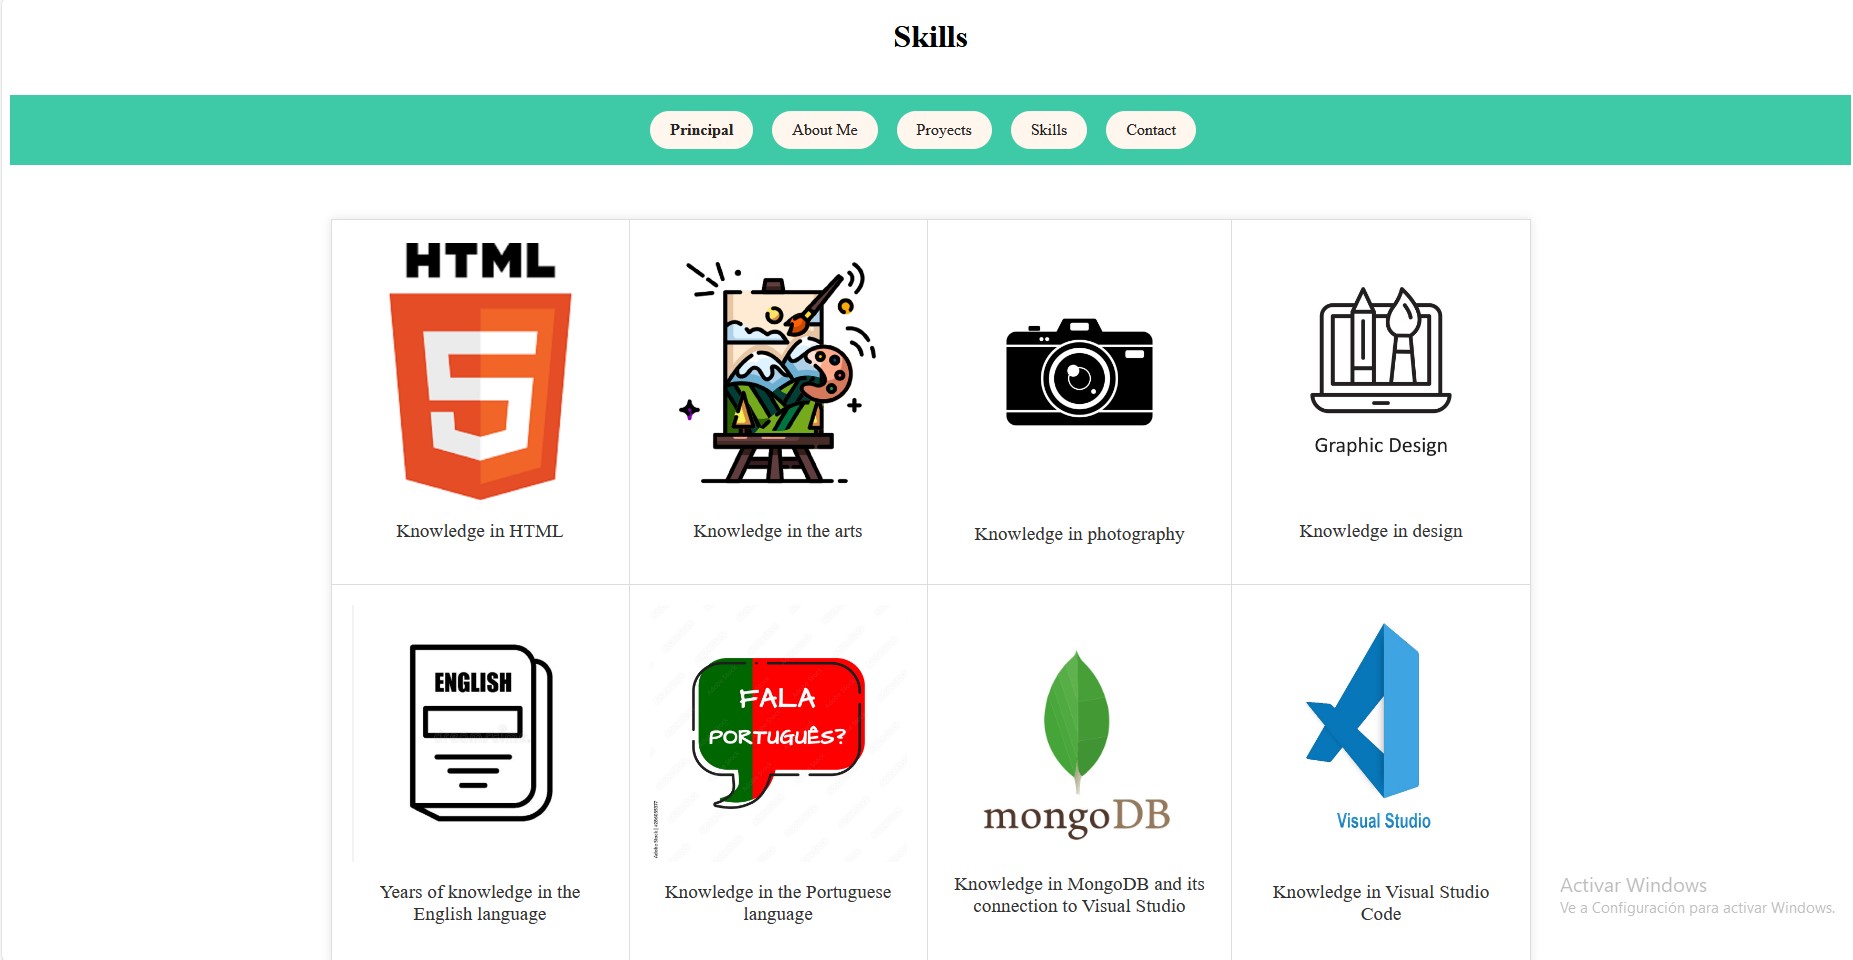 Skills
Principal
About Me
Proyects
Skills
Contact
HTML
Graphic Design
Knowledge in HTML
Knowledge in the arts
Knowledge in photography
Knowledge in design
ENGLISH
FALA
PORTUGUÊS?
mongoDB
Visual Studio
Years of knowledge in the
English language
Knowledge in the Portuguese
language
Knowledge in MongoDB and its
connection to Visual Studio
Knowledge in Visual Studio
Code
Activar Windows
Ve a Configuración para activar Windows.